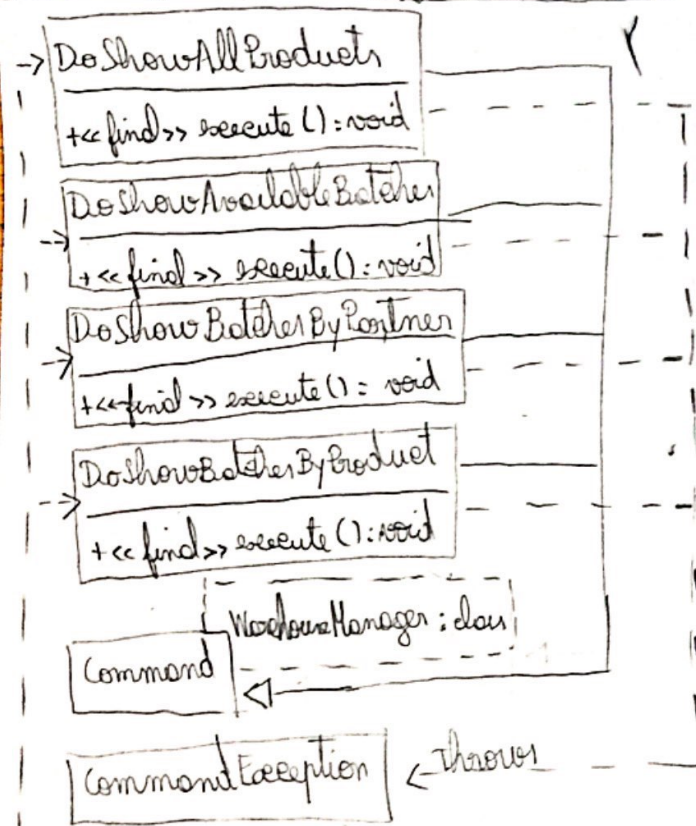 DoShowAllProducts
+<<final>> execute(): void
DoShowAvailableBatches
+<<final>> execute(): void
DoShowBatchesByPartner
+<<final>> execute(): void
DoShowBatchesByProduct
+<<final>> execute(): void
WarehouseManager: class
Command
CommandException
throws